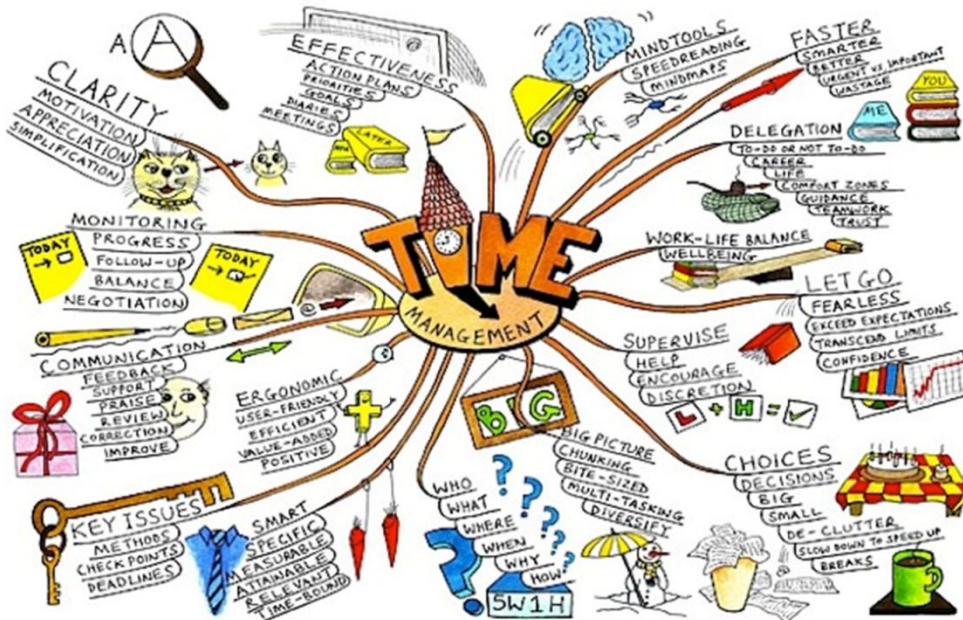 A A
CLARITY
MOTIVATION
APPRECIATION
SIMPLIFICATION
EFFECTIVENESS
ACTION PLANS
PRIORITIES
GOALS
DIARIES
MEETINGS
LATER
MINDTOOLS
SPEEDREADING
MINDMAPS
FASTER
SMARTER
BETTER
URGENT VS IMPORTANT
WASTAGE
YOU
ME
DELEGATION
TO-DO OR NOT TO-DO
CAREER
LIFE
COMFORT ZONES
GUIDANCE
TEAMWORK
TRUST
TIME
MANAGEMENT
MONITORING
PROGRESS
FOLLOW-UP
BALANCE
NEGOTIATION
TODAY
TODAY
WORK-LIFE BALANCE
WELLBEING
LET GO
FEARLESS
EXCEED EXPECTATIONS
TRANSCEND LIMITS
CONFIDENCE
@
COMMUNICATION
FEEDBACK
SUPPORT
PRAISE
REVIEW
CORRECTION
IMPROVE
ERGONOMIC
USER-FRIENDLY
EFFICIENT
VALUE-ADDED
POSITIVE
SUPERVISE
HELP
ENCOURAGE
DISCRETION
L + H = ✓
BIG
BIG PICTURE
CHUNKING
BITE-SIZED
MULTI-TASKING
DIVERSIFY
CHOICES
DECISIONS
BIG
SMALL
DE-CLUTTER
SLOW DOWN TO SPEED UP
BREAKS
KEY ISSUES
METHODS
CHECK POINTS
DEADLINES
SMART
SPECIFIC
MEASURABLE
ATTAINABLE
RELEVANT
TIME-BOUND
WHO
WHAT
WHERE
WHEN
WHY
HOW
5W1H